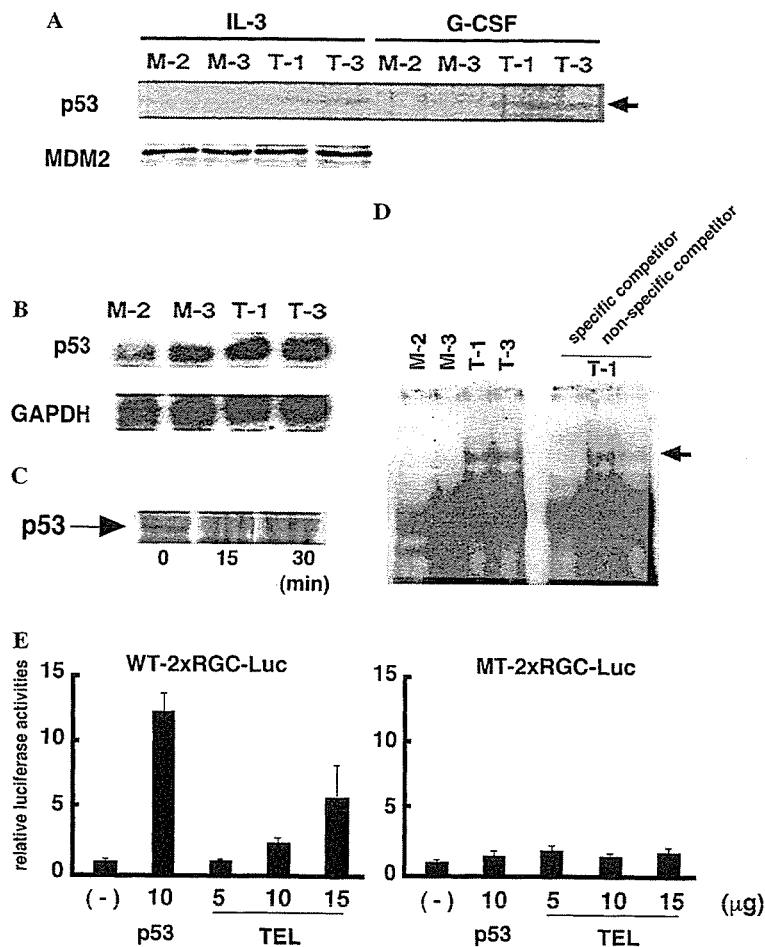 A
IL-3 G-CSF
M-2 M-3 T-1 T-3 M-2 M-3 T-1 T-3
p53
MDM2
B
M-2 M-3 T-1 T-3
p53
GAPDH
C
p53
0 15 30
(min)
D
specific competitor
non-specific competitor
M-2 M-3 T-1 T-3
T-1
E
WT-2xRGC-Luc
relative luciferase activities
15
10
5
0
(-) 10 5 10 15
p53 TEL
MT-2xRGC-Luc
15
10
5
0
(-) 10 5 10 15 (μg)
p53 TEL